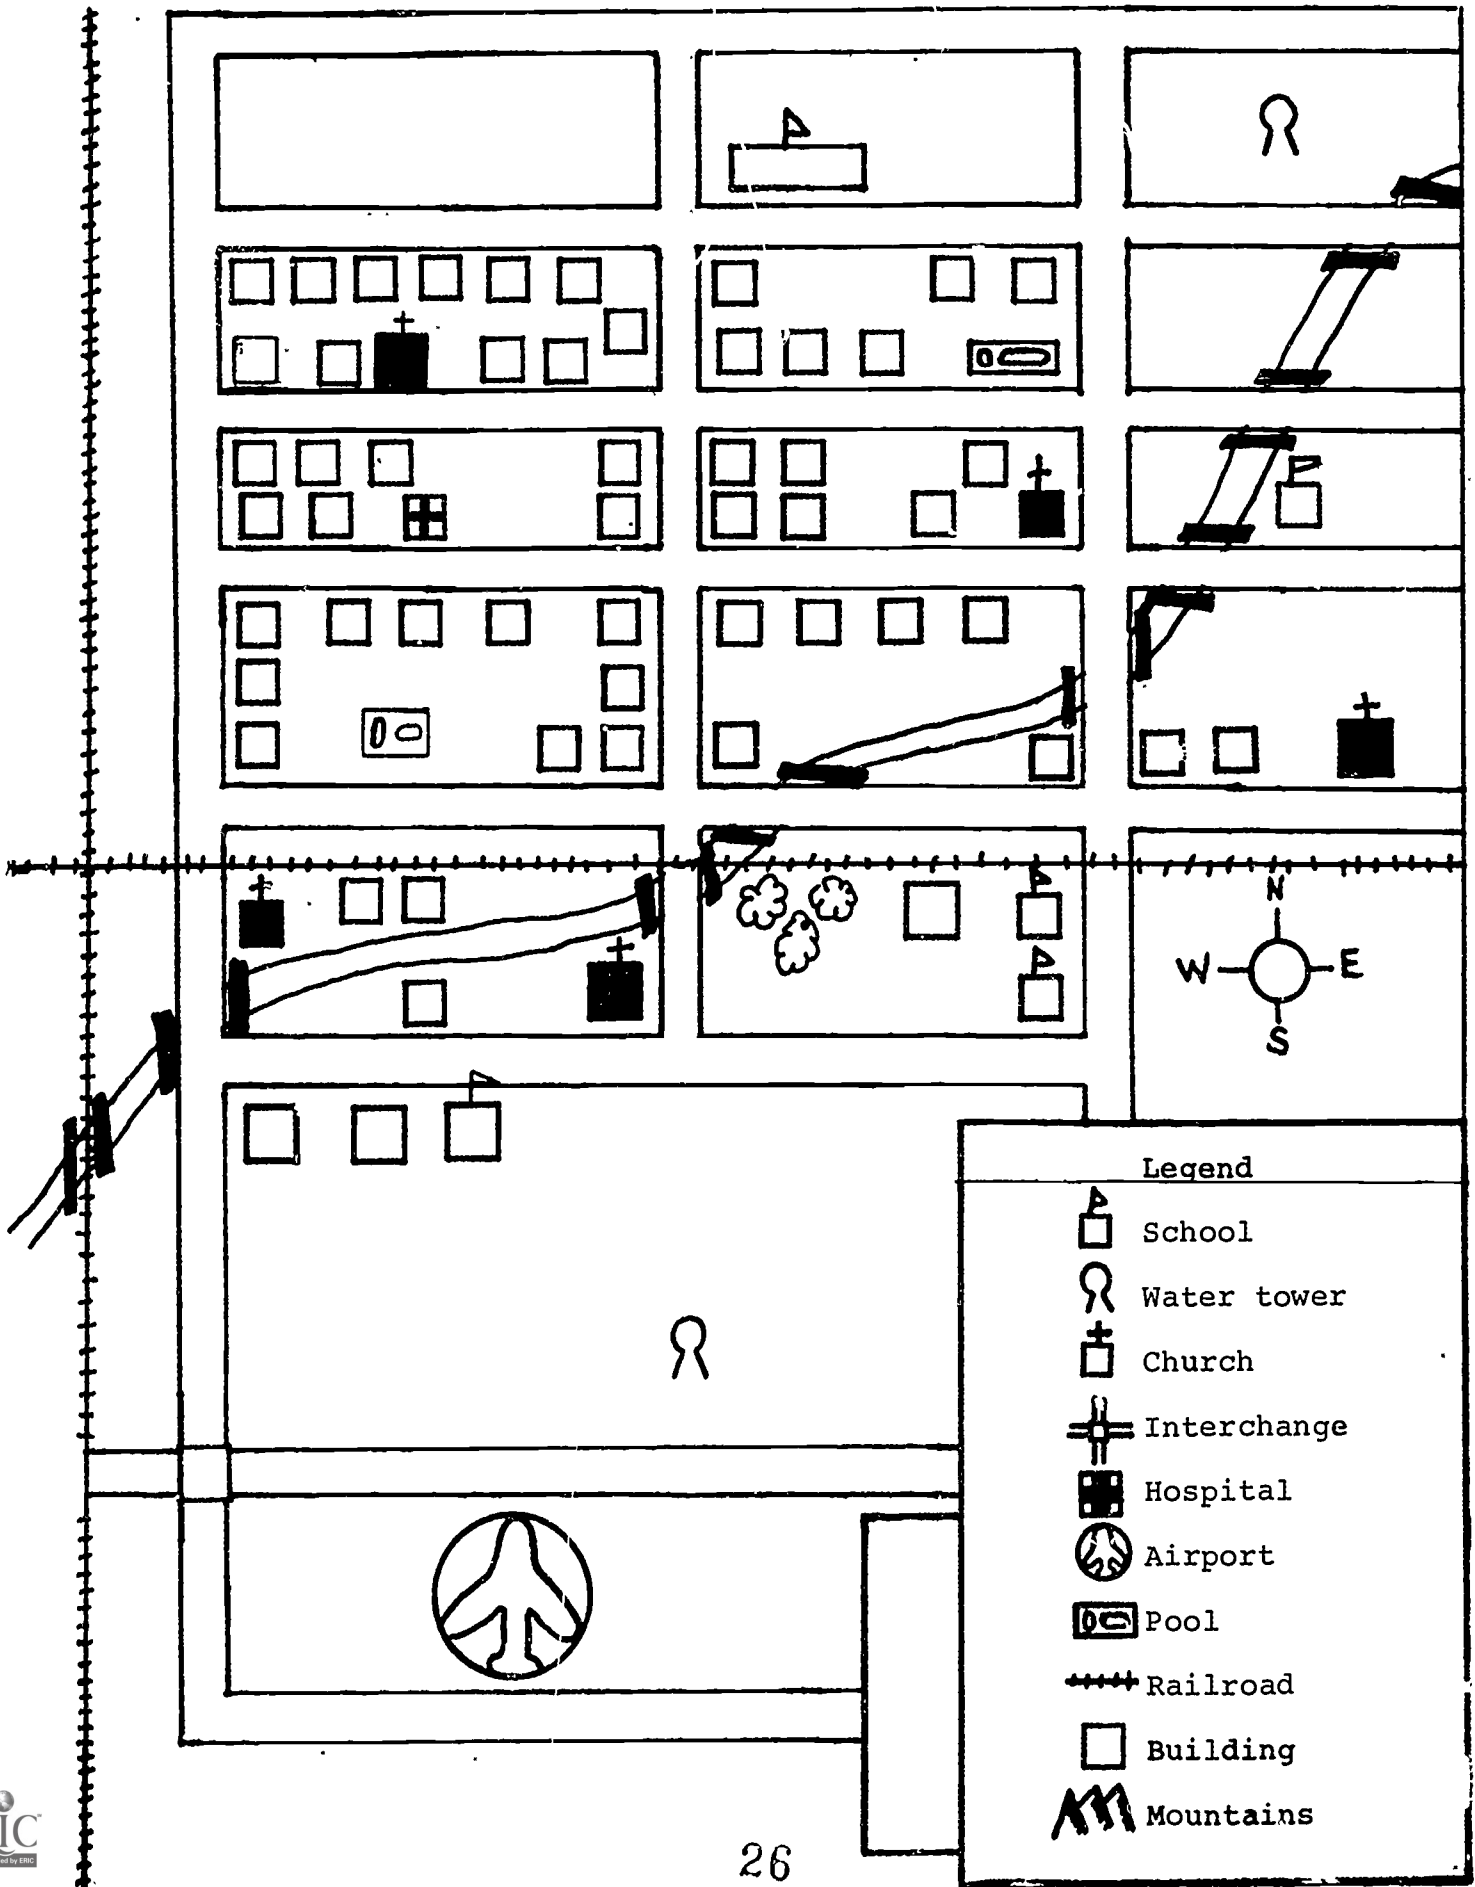 N
W E
S
Legend
School
Water tower
Church
Interchange
Hospital
Airport
Pool
Railroad
Building
Mountains
26